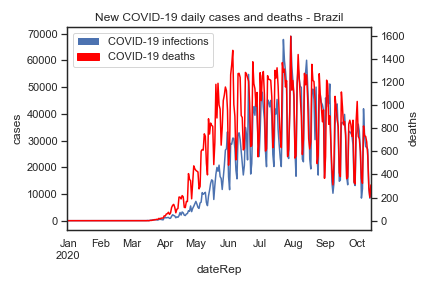 New COVID-19 daily cases and deaths - Brazil
COVID-19 infections
COVID-19 deaths
cases
70000
60000
50000
40000
30000
20000
10000
0
deaths
1600
1400
1200
1000
800
600
400
200
0
Jan Feb Mar Apr May Jun Jul Aug Sep Oct
2020
dateRep